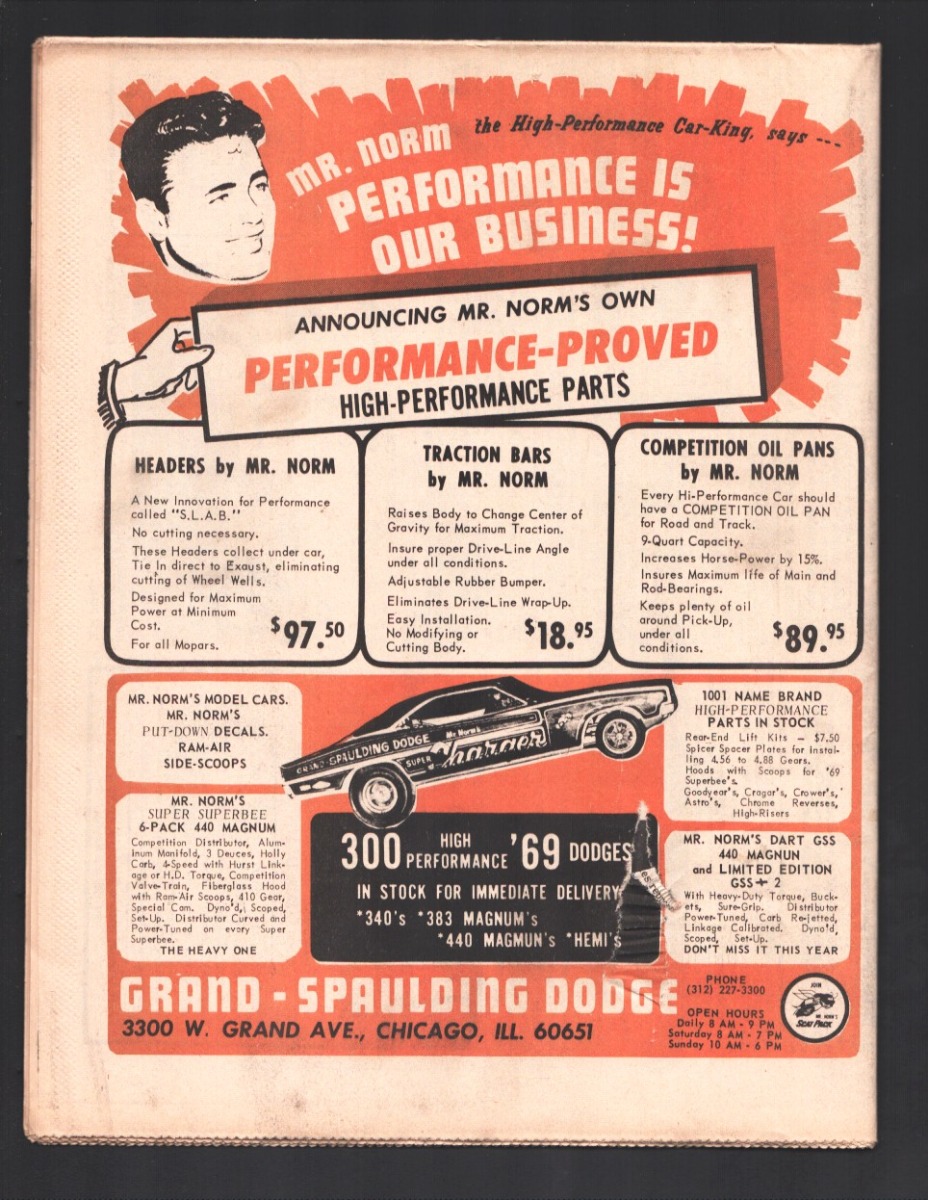 the High-Performance Car-King, says ---
MR. NORM
PERFORMANCE IS
OUR BUSINESS!
ANNOUNCING MR. NORM'S OWN
PERFORMANCE-PROVED
HIGH-PERFORMANCE PARTS
HEADERS by MR. NORM
A New Innovation for Performance
called "S.L.A.B."
No cutting necessary.
These Headers collect under car,
Tie In direct to Exaust, eliminating
cutting of Wheel Wells.
Designed for Maximum
Power at Minimum
Cost.
For all Mopars.
$97.50
TRACTION BARS
by MR. NORM
Raises Body to Change Center of
Gravity for Maximum Traction.
Insure proper Drive-Line Angle
under all conditions.
Adjustable Rubber Bumper.
Eliminates Drive-Line Wrap-Up.
Easy Installation.
No Modifying or
Cutting Body.
$18.95
COMPETITION OIL PANS
by MR. NORM
Every Hi-Performance Car should
have a COMPETITION OIL PAN
for Road and Track.
9-Quart Capacity.
Increases Horse-Power by 15%.
Insures Maximum life of Main and
Rod-Bearings.
Keeps plenty of oil
around Pick-Up,
under all
conditions.
$89.95
MR. NORM'S MODEL CARS.
MR. NORM'S
PUT-DOWN DECALS.
RAM-AIR
SIDE-SCOOPS
MR. NORM'S
SUPER SUPERBEE
6-PACK 440 MAGNUM
Competition Distributor, Alum-
inum Manifold, 3 Deuces, Holly
Carb, 4-Speed with Hurst Link-
age or H.D. Torque, Competition
Valve-Train, Fiberglass Hood
with Ram-Air Scoops, 410 Gear,
Special Cam. Dyno'd, Scoped,
Set-Up. Distributor Curved and
Power-Tuned on every Super
Superbee.
THE HEAVY ONE
GRAND-SPAULDING DODGE
Mr. Norm's
SUPER Charger
300 HIGH PERFORMANCE '69 DODGES
IN STOCK FOR IMMEDIATE DELIVERY
*340's *383 MAGNUM's
*440 MAGMUN's *HEMI's
1001 NAME BRAND
HIGH-PERFORMANCE
PARTS IN STOCK
Rear-End Lift Kits - $7.50
Spicer Spacer Plates for Instal-
ling 4.56 to 4.88 Gears.
Hoods with Scoops for '69
Superbee's.
Goodyear's, Cragar's, Crower's,
Astro's, Chrome Reverses,
High-Risers
MR. NORM'S DART GSS
440 MAGNUN
and LIMITED EDITION
GSS+ 2
With Heavy-Duty Torque, Buck-
ets, Sure-Grip. Distributor
Power-Tuned, Carb Re-Jetted,
Linkage Calibrated. Dyno'd,
Scoped, Set-Up.
DON'T MISS IT THIS YEAR
GRAND - SPAULDING DODGE
3300 W. GRAND AVE., CHICAGO, ILL. 60651
PHONE
(312) 227-3300
OPEN HOURS
Daily 8 AM - 9 PM
Saturday 8 AM - 7 PM
Sunday 10 AM - 6 PM
JOIN
MR. NORM'S
SCAT PACK